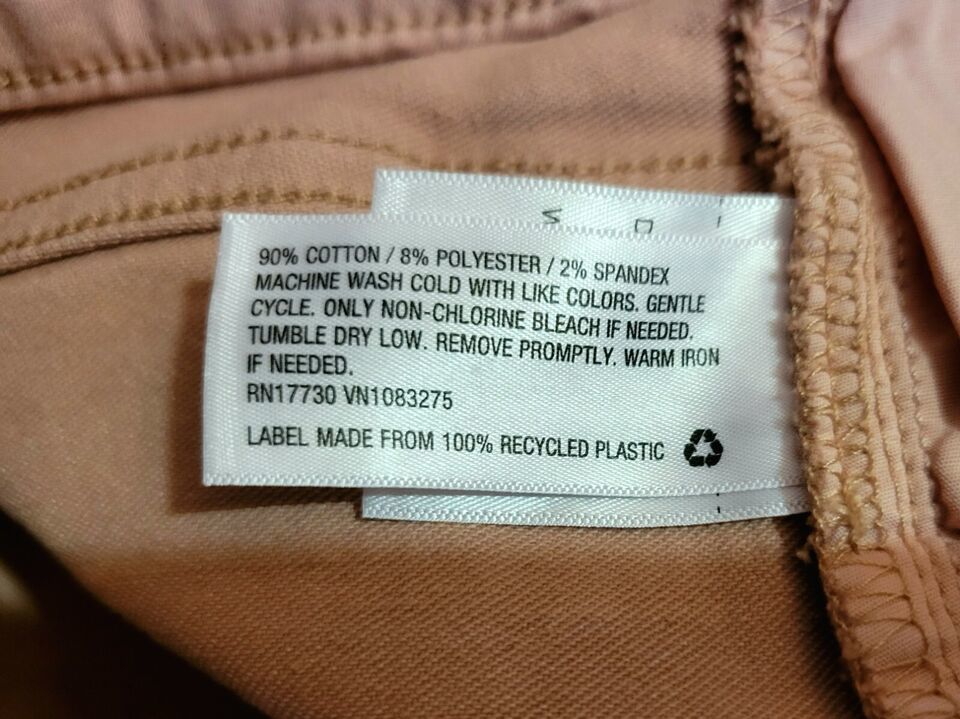 90% COTTON / 8% POLYESTER / 2% SPANDEX
MACHINE WASH COLD WITH LIKE COLORS. GENTLE
CYCLE. ONLY NON-CHLORINE BLEACH IF NEEDED.
TUMBLE DRY LOW. REMOVE PROMPTLY. WARM IRON
IF NEEDED.
RN17730 VN1083275
LABEL MADE FROM 100% RECYCLED PLASTIC